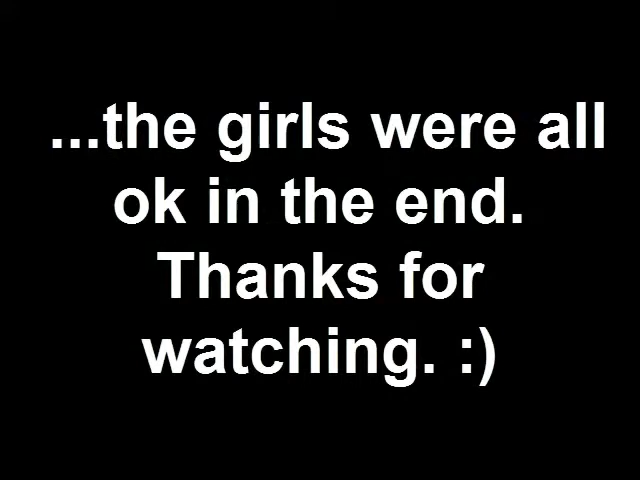 ...the girls were all
ok in the end.
Thanks for
watching. :)